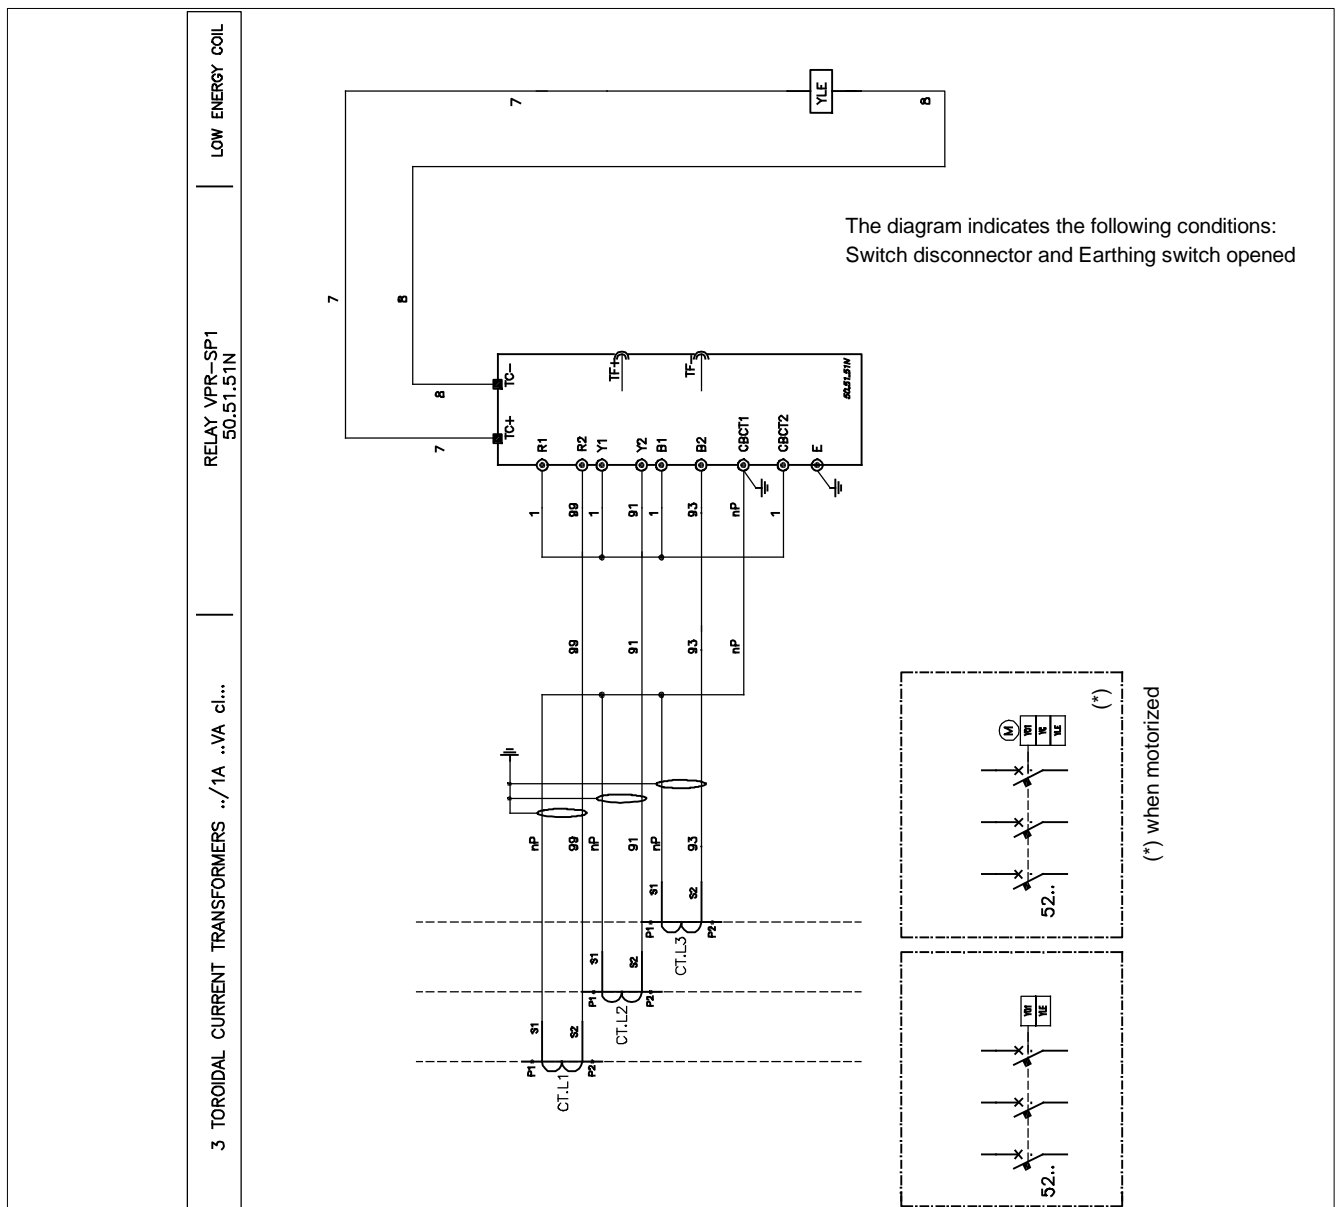 LOW ENERGY COIL
RELAY VPR-SP1
50.51.51N
3 TOROIDAL CURRENT TRANSFORMERS ../1A ..VA cl...
7
YLE
8
The diagram indicates the following conditions:
Switch disconnector and Earthing switch opened
7
8
8
7
TC-
TC+
TF+
TF-
50.51.51N
R1
R2
Y1
Y2
B1
B2
CBCT1
CBCT2
E
1
99
1
91
1
93
nP
1
99
91
93
nP
nP
99
nP
91
nP
93
S1
S2
P1
P2
CT.L3
S1
S2
P1
P2
CT.L2
S1
S2
P1
P2
CT.L1
(*)
M
YO1
YC
YLE
52..
(*) when motorized
YO1
YLE
52..